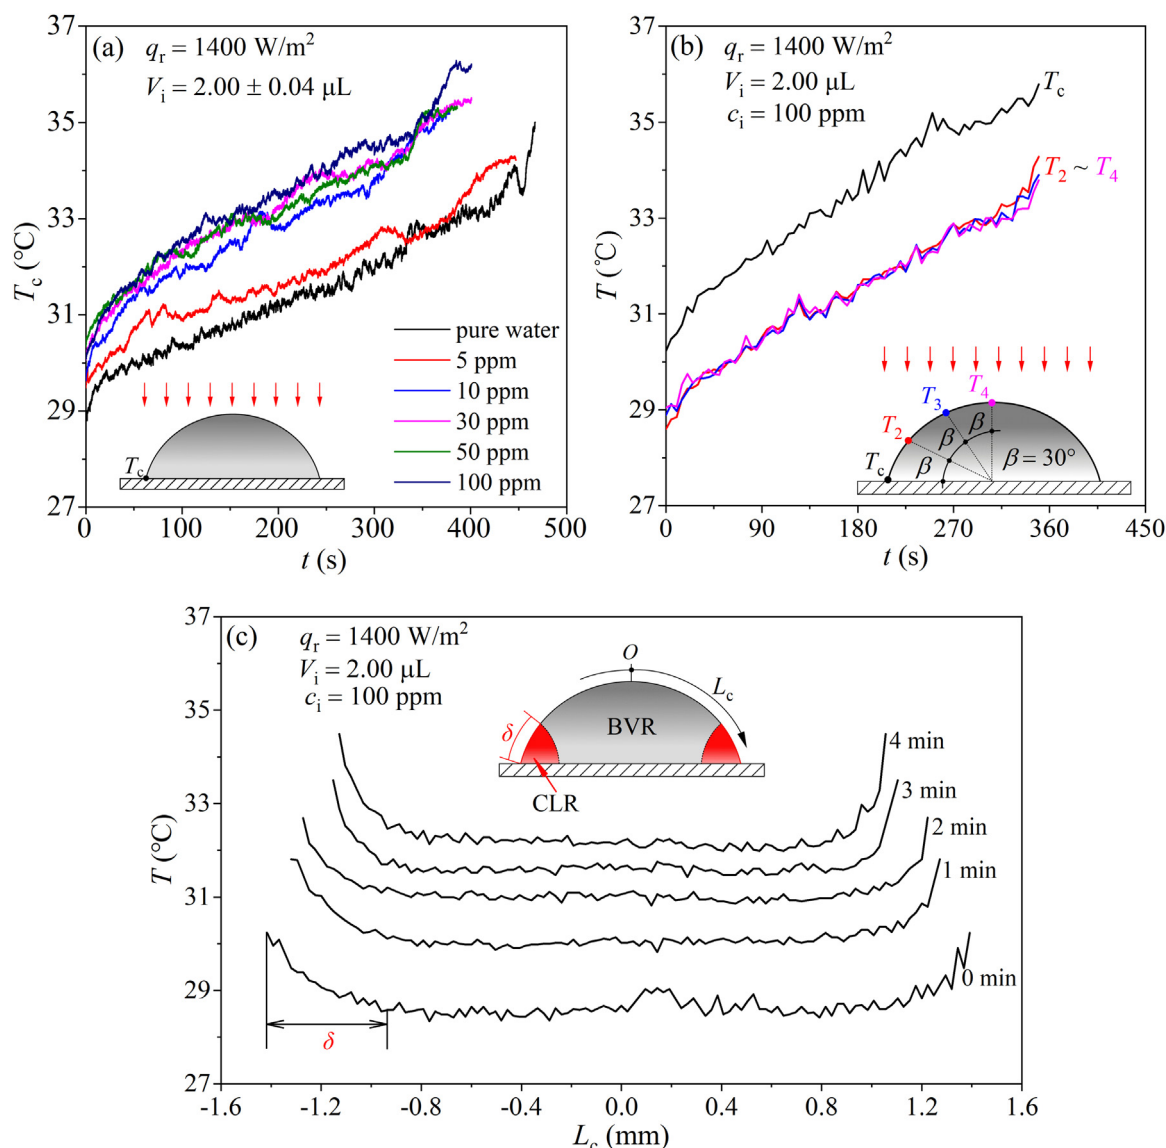 (a)
q_r = 1400 W/m²
V_i = 2.00 ± 0.04 μL
37
35
33
31
29
27
T_c (°C)
pure water
5 ppm
10 ppm
30 ppm
50 ppm
100 ppm
T_c
0 100 200 300 400 500
t (s)
(b)
q_r = 1400 W/m²
V_i = 2.00 μL
c_i = 100 ppm
37
35
33
31
29
27
T (℃)
T_c
T_2 ~ T_4
T_4
T_3
T_2
T_c
β
β
β
β = 30°
0 90 180 270 360 450
t (s)
(c)
q_r = 1400 W/m²
V_i = 2.00 μL
c_i = 100 ppm
37
35
33
31
29
27
T (℃)
O
L_c
BVR
δ
CLR
4 min
3 min
2 min
1 min
0 min
δ
-1.6 -1.2 -0.8 -0.4 0.0 0.4 0.8 1.2 1.6
L_c (mm)